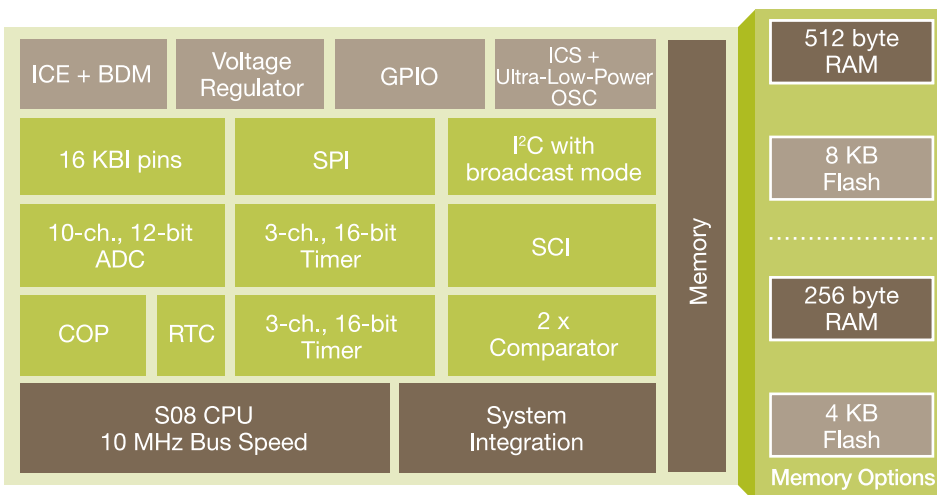 ICE + BDM
Voltage
Regulator
GPIO
ICS +
Ultra-Low-Power
OSC
16 KBI pins
SPI
I²C with
broadcast mode
10-ch., 12-bit
ADC
3-ch., 16-bit
Timer
SCI
COP
RTC
3-ch., 16-bit
Timer
2 x
Comparator
S08 CPU
10 MHz Bus Speed
System
Integration
Memory
512 byte
RAM
8 KB
Flash
256 byte
RAM
4 KB
Flash
Memory Options